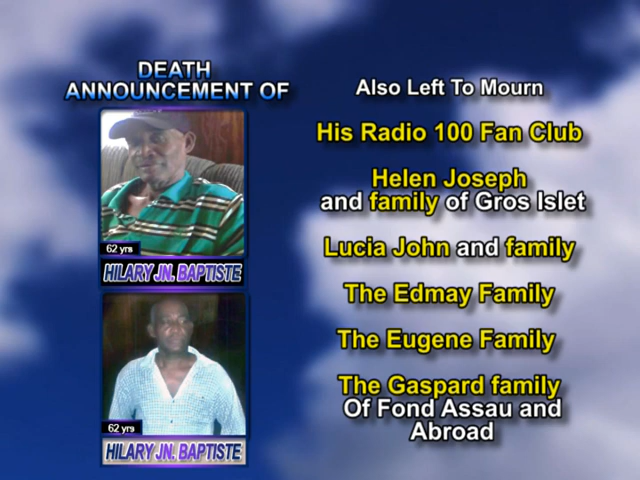 DEATH
ANNOUNCEMENT OF
62 yrs
HILARY JN. BAPTISTE
62 yrs
HILARY JN. BAPTISTE
Also Left To Mourn
His Radio 100 Fan Club
Helen Joseph
and family of Gros Islet
Lucia John and family
The Edmay Family
The Eugene Family
The Gaspard family
Of Fond Assau and
Abroad